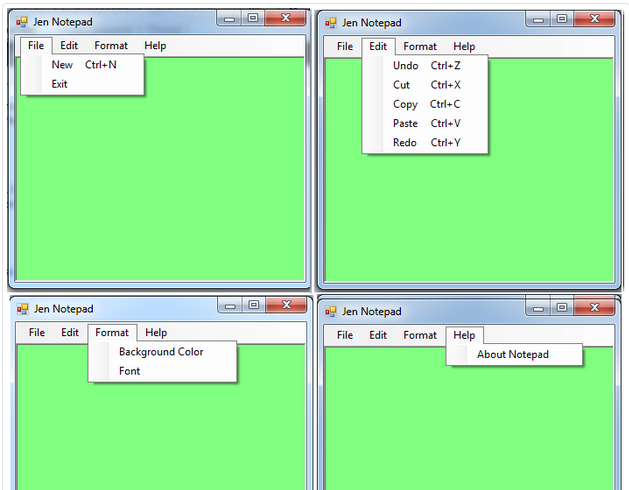 Jen Notepad
File Edit Format Help
New Ctrl+N
Exit
Jen Notepad
File Edit Format Help
Undo Ctrl+Z
Cut Ctrl+X
Copy Ctrl+C
Paste Ctrl+V
Redo Ctrl+Y
Jen Notepad
File Edit Format Help
Background Color
Font
Jen Notepad
File Edit Format Help
About Notepad